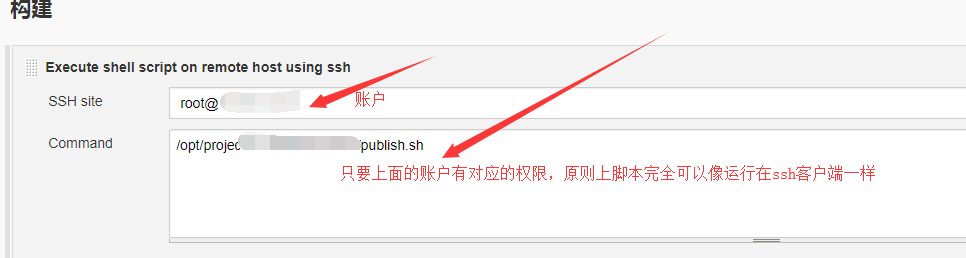 构建
Execute shell script on remote host using ssh
SSH site
root@
账户
Command
/opt/projec
/publish.sh
只要上面的账户有对应的权限，原则上脚本完全可以像运行在ssh客户端一样